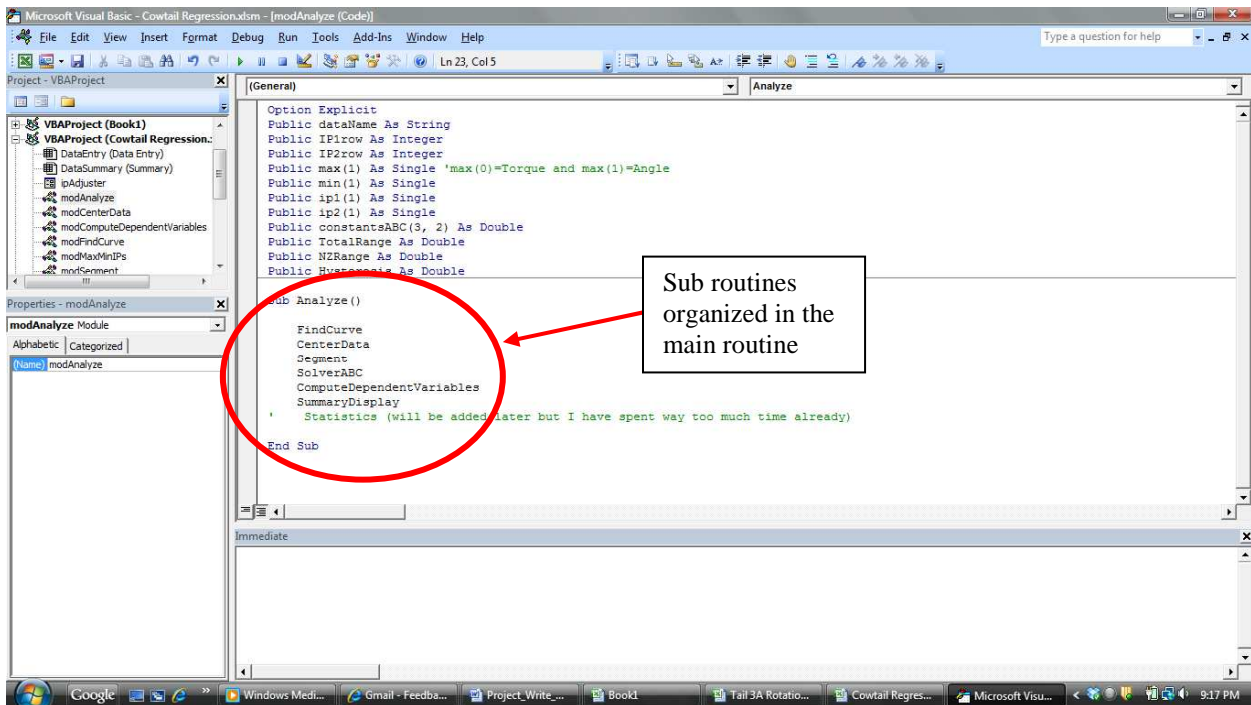 Microsoft Visual Basic - Cowtail Regression.xlsm - [modAnalyze (Code)]
File Edit View Insert Format Debug Run Tools Add-Ins Window Help
Type a question for help
Ln 23, Col 5
Project - VBAProject
(General)
Analyze
VBAProject (Book1)
VBAProject (Cowtail Regression.:
DataEntry (Data Entry)
DataSummary (Summary)
ipAdjuster
modAnalyze
modCenterData
modComputeDependentVariables
modFindCurve
modMaxMinIPs
modSegment
Properties - modAnalyze
modAnalyze Module
Alphabetic Categorized
(Name) modAnalyze
Option Explicit
Public dataName As String
Public IP1row As Integer
Public IP2row As Integer
Public max(1) As Single 'max(0)=Torque and max(1)=Angle
Public min(1) As Single
Public ip1(1) As Single
Public ip2(1) As Single
Public constantsABC(3, 2) As Double
Public TotalRange As Double
Public NZRange As Double
Public Hysteresis As Double
Sub Analyze()
FindCurve
CenterData
Segment
SolverABC
ComputeDependentVariables
SummaryDisplay
' Statistics (will be added later but I have spent way too much time already)
End Sub
Sub routines
organized in the
main routine
Immediate
Google
Windows Medi...
Gmail - Feedba...
Project_Write_...
Book1
Tail 3A Rotatio...
Cowtail Regres...
Microsoft Visu...
9:17 PM